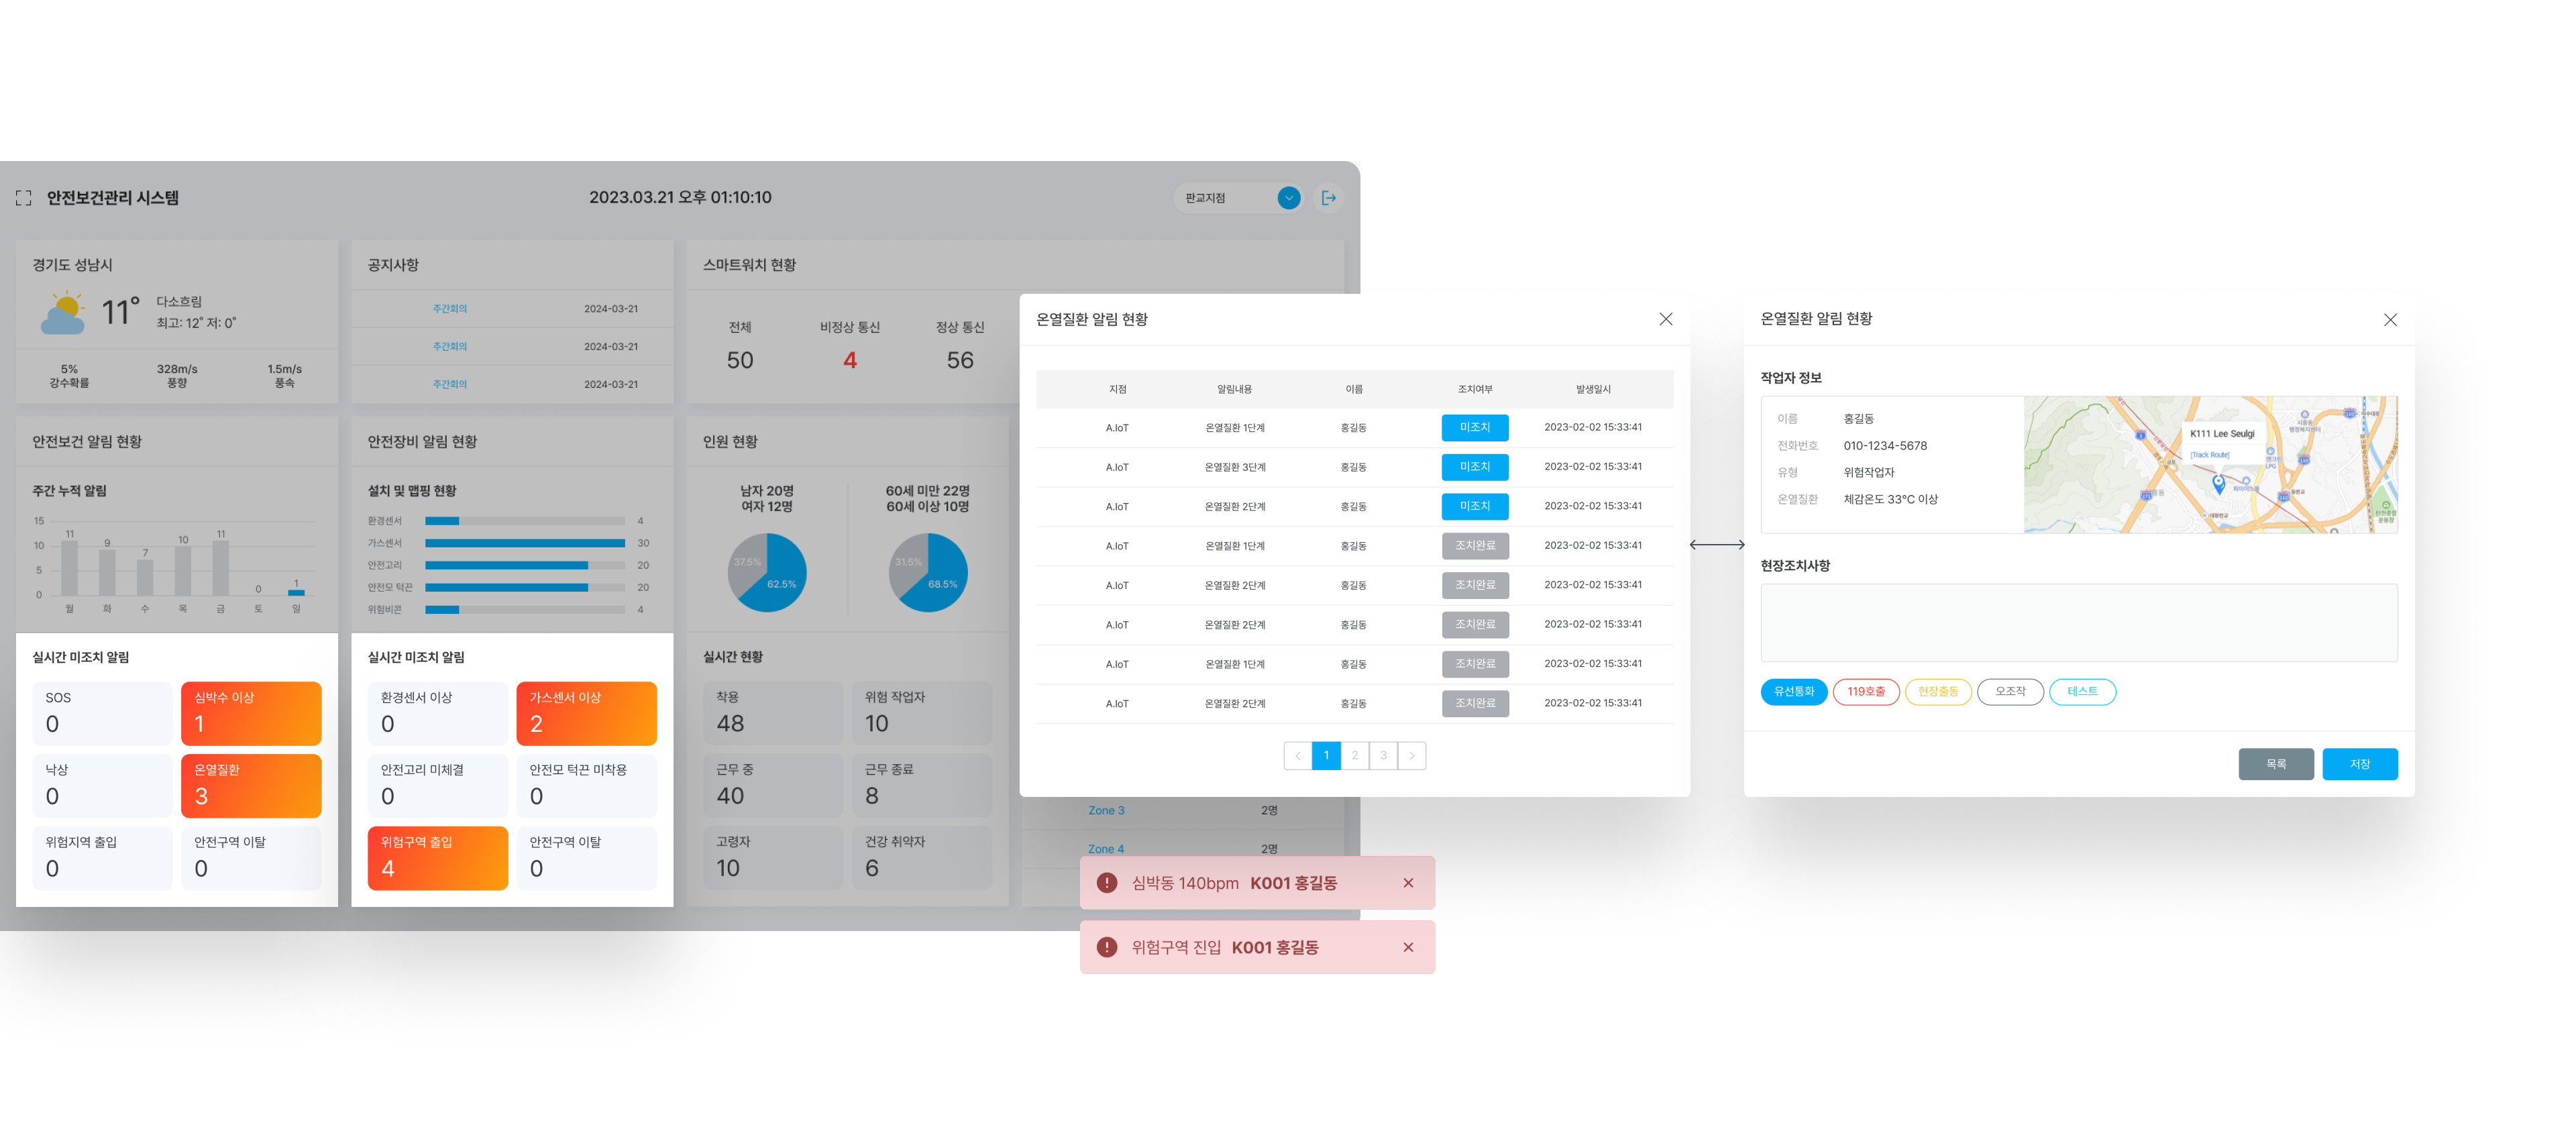 안전보건관리 시스템
2023.03.21 오후 01:10:10
판교지점
경기도 성남시
11°
다소흐림
최고: 12° 저: 0°
5%
강수확률
328m/s
풍향
1.5m/s
풍속
공지사항
주간회의 2024-03-21
주간회의 2024-03-21
주간회의 2024-03-21
스마트워치 현황
전체 비정상 통신 정상 통신
50 4 56
안전보건 알림 현황
주간 누적 알림
15
10
5
0
11 9 7 10 11 0 1
월 화 수 목 금 토 일
실시간 미조치 알림
SOS
0
심박수 이상
1
낙상
0
온열질환
3
위험지역 출입
0
안전구역 이탈
0
안전장비 알림 현황
설치 및 맵핑 현황
환경센서 4
가스센서 30
안전고리 20
안전모 턱끈 20
위험비콘 4
실시간 미조치 알림
환경센서 이상
0
가스센서 이상
2
안전고리 미체결
0
안전모 턱끈 미착용
0
위험구역 출입
4
안전구역 이탈
0
인원 현황
남자 20명
여자 12명
37.5%
62.5%
60세 미만 22명
60세 이상 10명
31.5%
68.5%
실시간 현황
착용
48
위험 작업자
10
근무 중
40
근무 종료
8
고령자
10
건강 취약자
6
Zone 3 2명
Zone 4 2명
온열질환 알림 현황
지점 알림내용 이름 조치여부 발생일시
A.IoT 온열질환 1단계 홍길동 미조치 2023-02-02 15:33:41
A.IoT 온열질환 3단계 홍길동 미조치 2023-02-02 15:33:41
A.IoT 온열질환 2단계 홍길동 미조치 2023-02-02 15:33:41
A.IoT 온열질환 1단계 홍길동 조치완료 2023-02-02 15:33:41
A.IoT 온열질환 2단계 홍길동 조치완료 2023-02-02 15:33:41
A.IoT 온열질환 2단계 홍길동 조치완료 2023-02-02 15:33:41
A.IoT 온열질환 1단계 홍길동 조치완료 2023-02-02 15:33:41
A.IoT 온열질환 2단계 홍길동 조치완료 2023-02-02 15:33:41
1 2 3
심박동 140bpm K001 홍길동
위험구역 진입 K001 홍길동
온열질환 알림 현황
작업자 정보
이름 홍길동
전화번호 010-1234-5678
유형 위험작업자
온열질환 체감온도 33°C 이상
K111 Lee Seulgi
[Track Route]
LPG
현장조치사항
유선통화 119호출 현장출동 오조작 테스트
목록 저장